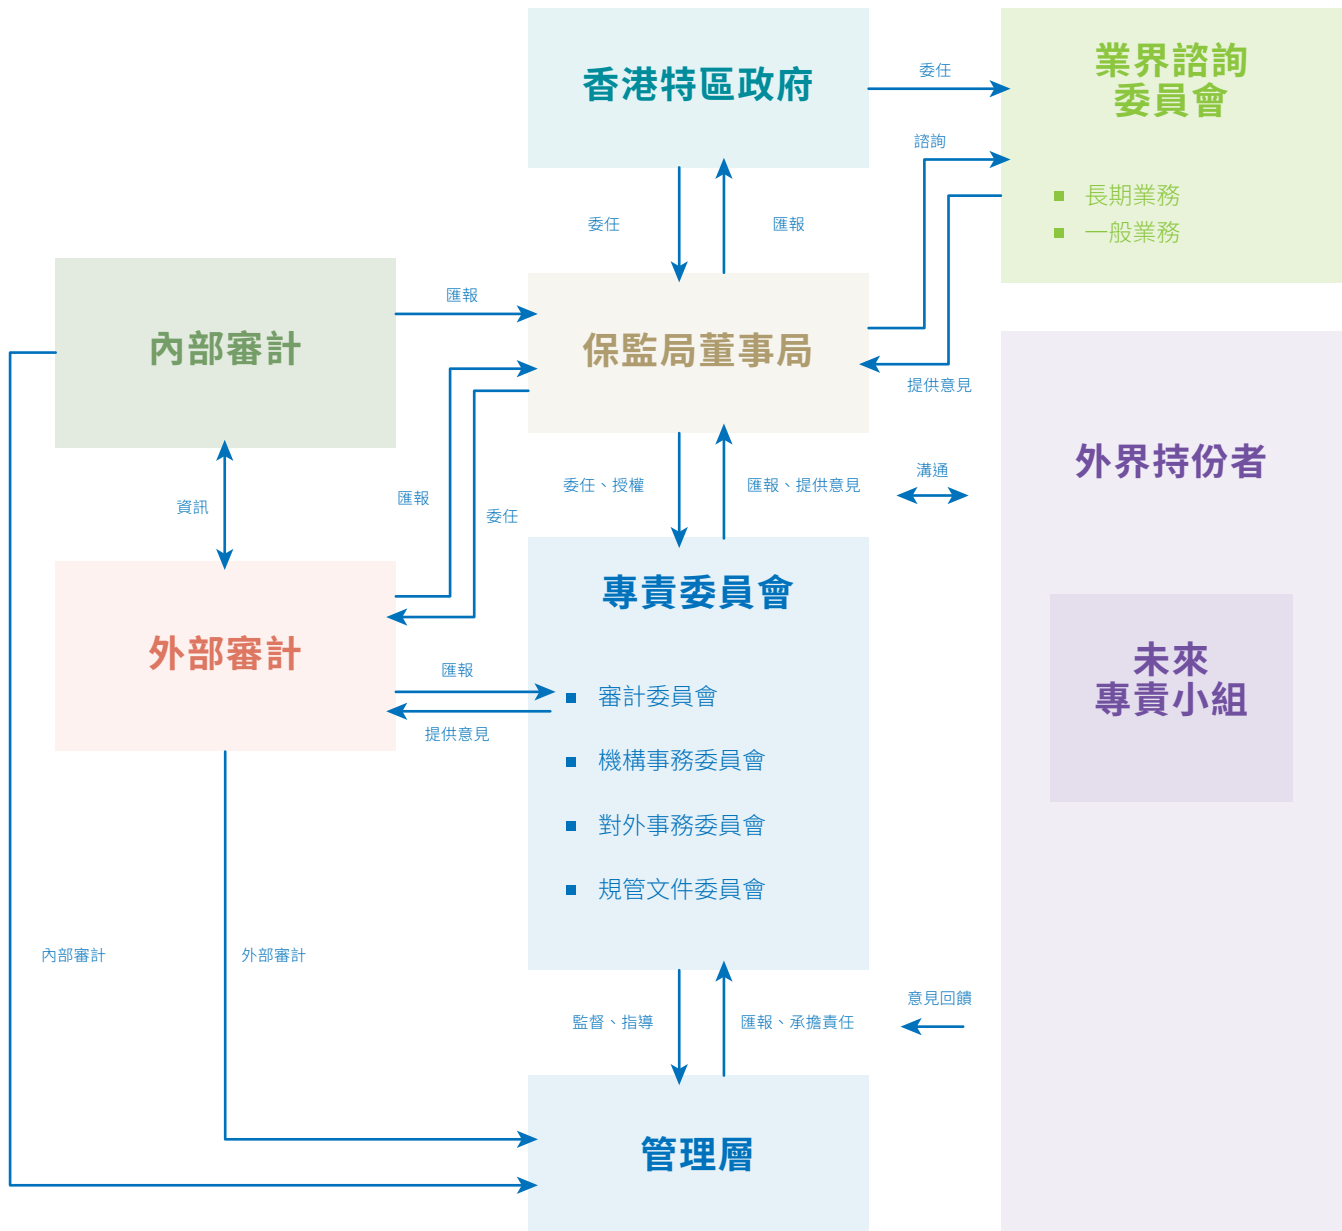 香港特區政府
委任
業界諮詢
委員會
諮詢
長期業務
一般業務
委任
匯報
內部審計
匯報
保監局董事局
提供意見
外界持份者
溝通
委任、授權
匯報、提供意見
資訊
匯報
委任
外部審計
專責委員會
未來
專責小組
匯報
提供意見
審計委員會
機構事務委員會
對外事務委員會
規管文件委員會
內部審計
外部審計
意見回饋
監督、指導
匯報、承擔責任
管理層